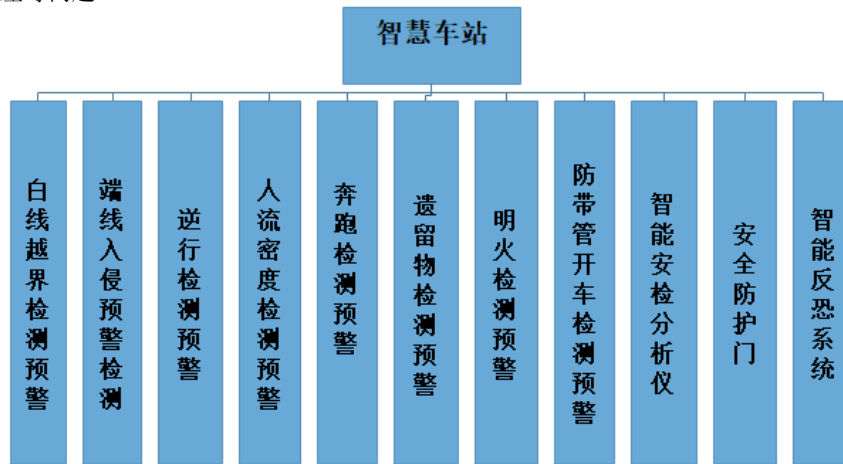 智慧车站
白线越界检测预警
端线入侵预警检测
逆行检测预警
人流密度检测预警
奔跑检测预警
遗留物检测预警
明火检测预警
防带管开车检测预警
智能安检分析仪
安全防护门
智能反恐系统